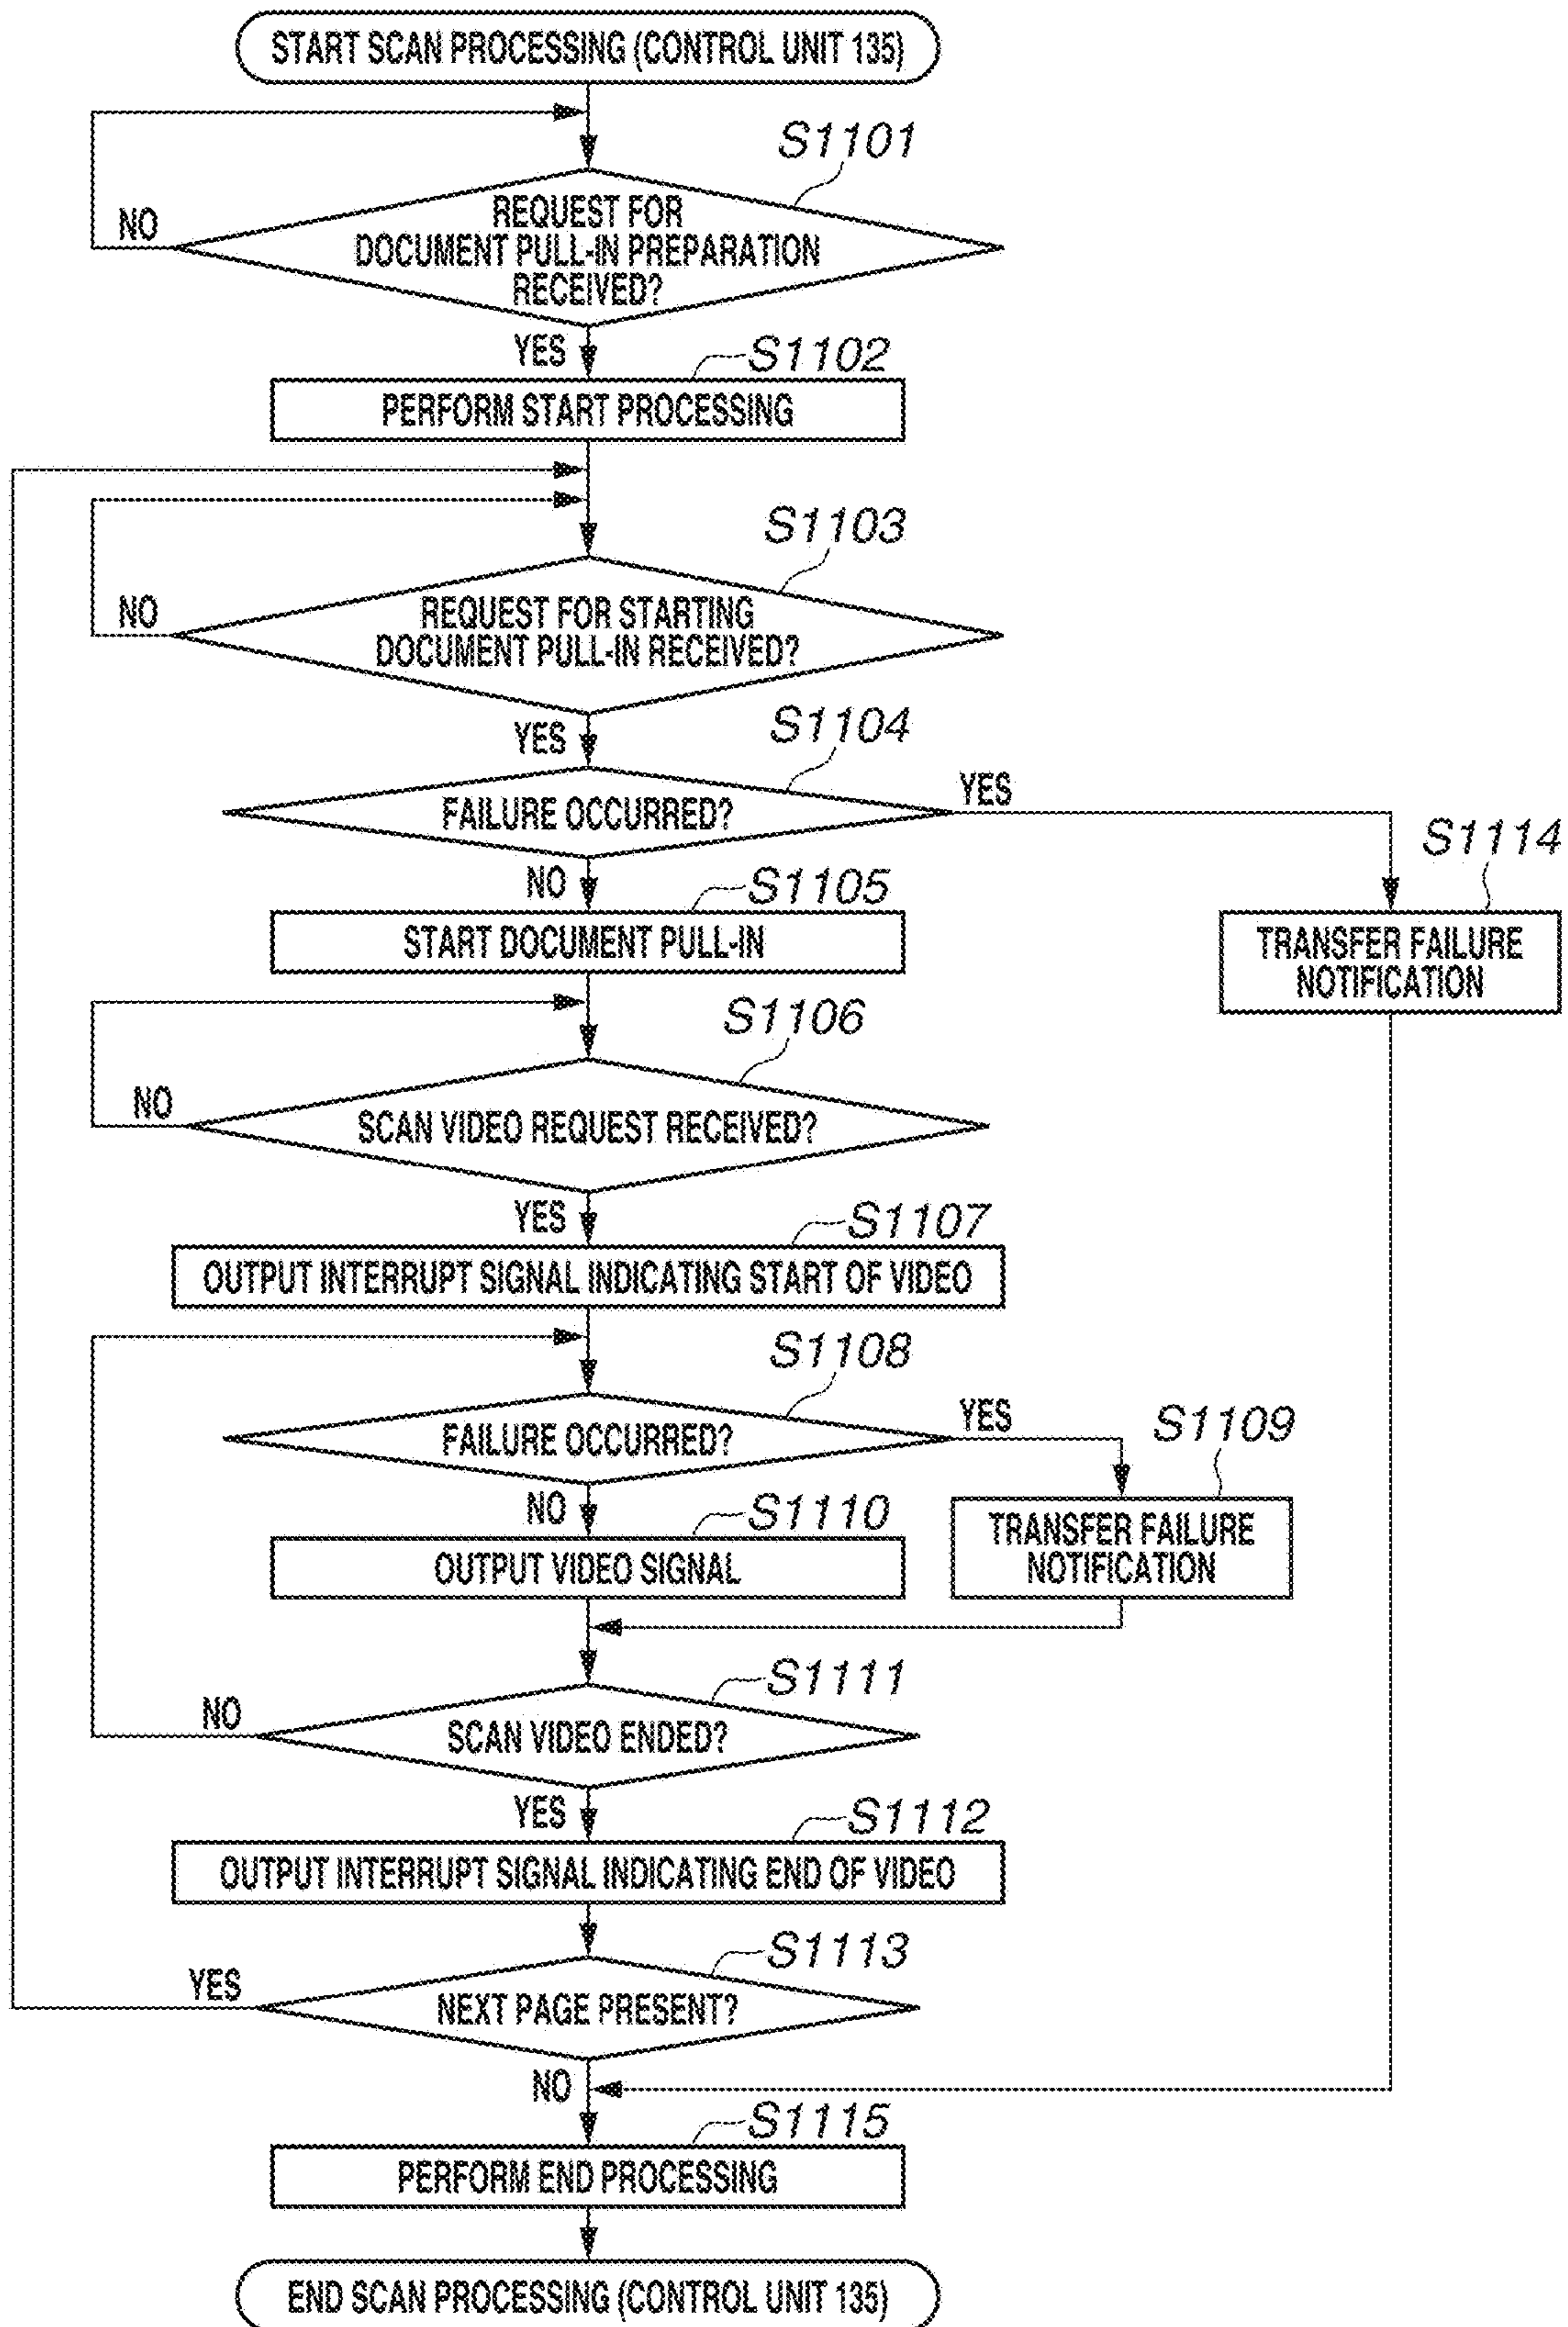 START SCAN PROCESSING (CONTROL UNIT 135)
S1101
REQUEST FOR
DOCUMENT PULL-IN PREPARATION
RECEIVED?
NO
YES
S1102
PERFORM START PROCESSING
S1103
REQUEST FOR STARTING
DOCUMENT PULL-IN RECEIVED?
NO
YES
S1104
FAILURE OCCURRED?
YES
S1114
TRANSFER FAILURE
NOTIFICATION
NO
S1105
START DOCUMENT PULL-IN
S1106
SCAN VIDEO REQUEST RECEIVED?
NO
YES
S1107
OUTPUT INTERRUPT SIGNAL INDICATING START OF VIDEO
S1108
FAILURE OCCURRED?
YES
S1109
TRANSFER FAILURE
NOTIFICATION
NO
S1110
OUTPUT VIDEO SIGNAL
S1111
SCAN VIDEO ENDED?
NO
YES
S1112
OUTPUT INTERRUPT SIGNAL INDICATING END OF VIDEO
S1113
NEXT PAGE PRESENT?
YES
NO
S1115
PERFORM END PROCESSING
END SCAN PROCESSING (CONTROL UNIT 135)